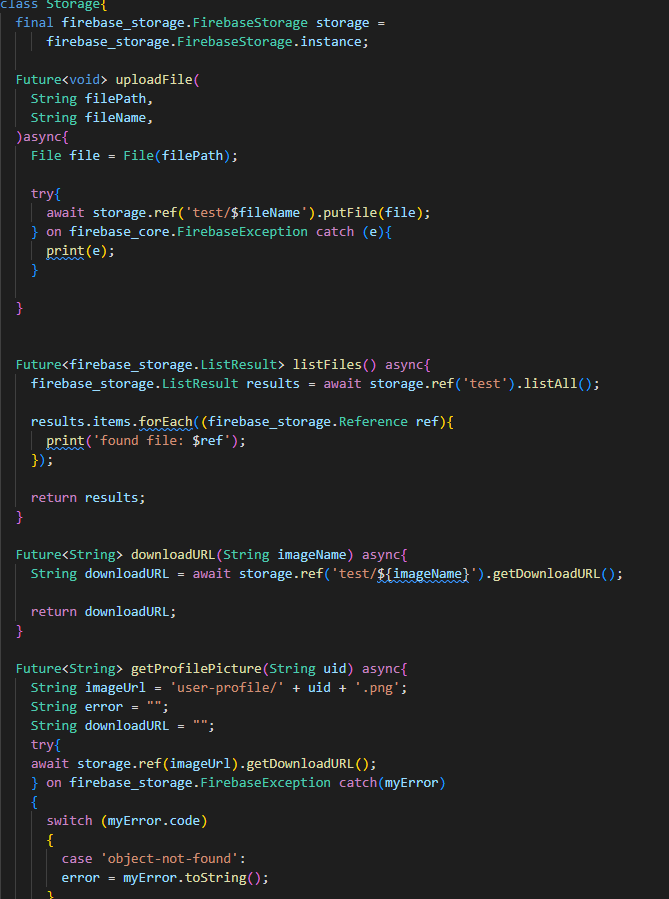 class Storage{
  final firebase_storage.FirebaseStorage storage =
      firebase_storage.FirebaseStorage.instance;

  Future<void> uploadFile(
    String filePath,
    String fileName,
  )async{
    File file = File(filePath);

    try{
      await storage.ref('test/$fileName').putFile(file);
    } on firebase_core.FirebaseException catch (e){
      print(e);
    }

  }


  Future<firebase_storage.ListResult> listFiles() async{
    firebase_storage.ListResult results = await storage.ref('test').listAll();

    results.items.forEach((firebase_storage.Reference ref){
      print('found file: $ref');
    });

    return results;
  }

  Future<String> downloadURL(String imageName) async{
    String downloadURL = await storage.ref('test/${imageName}').getDownloadURL();

    return downloadURL;
  }

  Future<String> getProfilePicture(String uid) async{
    String imageUrl = 'user-profile/' + uid + '.png';
    String error = "";
    String downloadURL = "";
    try{
    await storage.ref(imageUrl).getDownloadURL();
    } on firebase_storage.FirebaseException catch(myError)
    {
      switch (myError.code)
      {
        case 'object-not-found':
        error = myError.toString();
      }